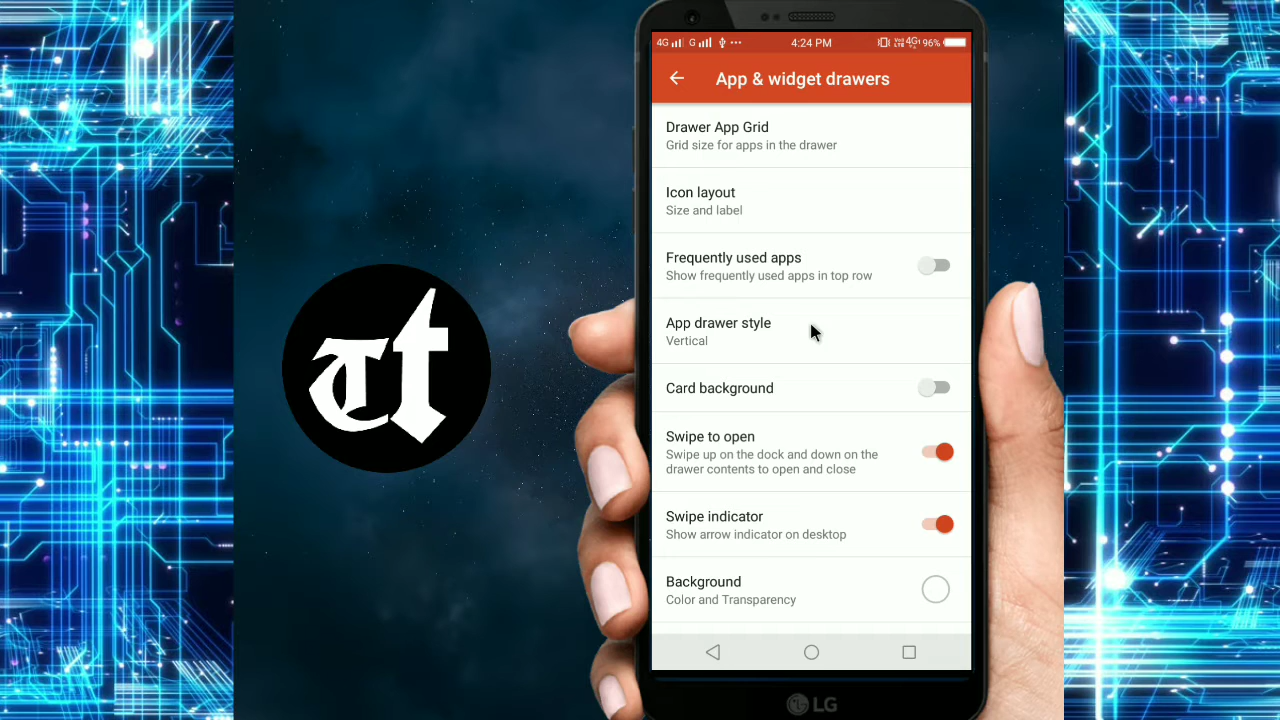 4G G 4:24 PM 4G 96%
App & widget drawers
Drawer App Grid
Grid size for apps in the drawer
Icon layout
Size and label
Frequently used apps
Show frequently used apps in top row
App drawer style
Vertical
Card background
Swipe to open
Swipe up on the dock and down on the
drawer contents to open and close
Swipe indicator
Show arrow indicator on desktop
Background
Color and Transparency
LG